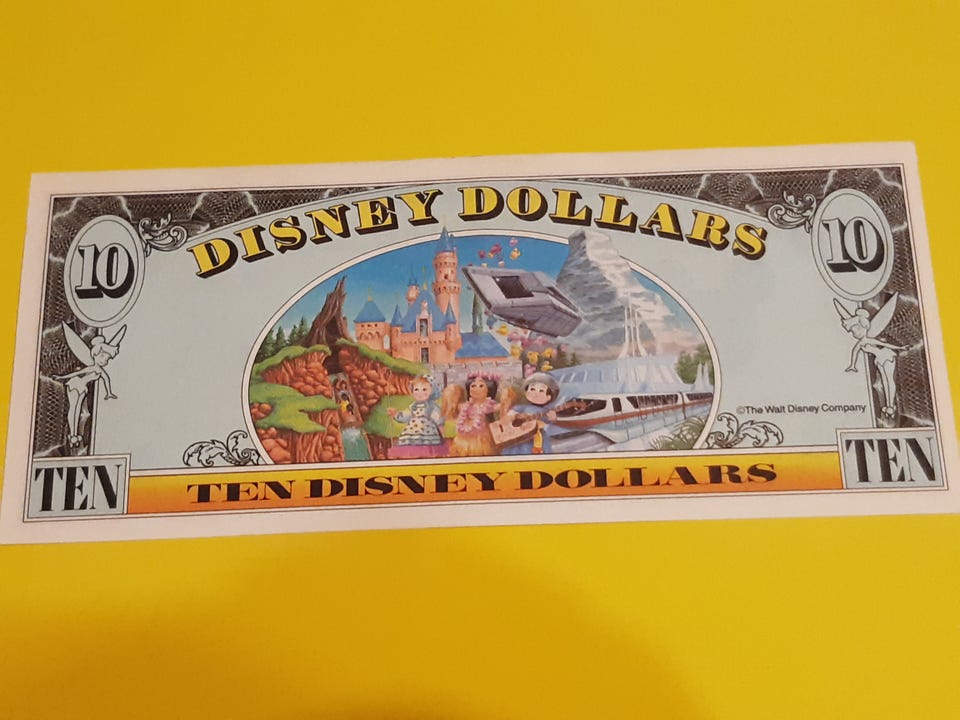 DISNEY DOLLARS
10
10
©The Walt Disney Company
TEN
TEN DISNEY DOLLARS
TEN